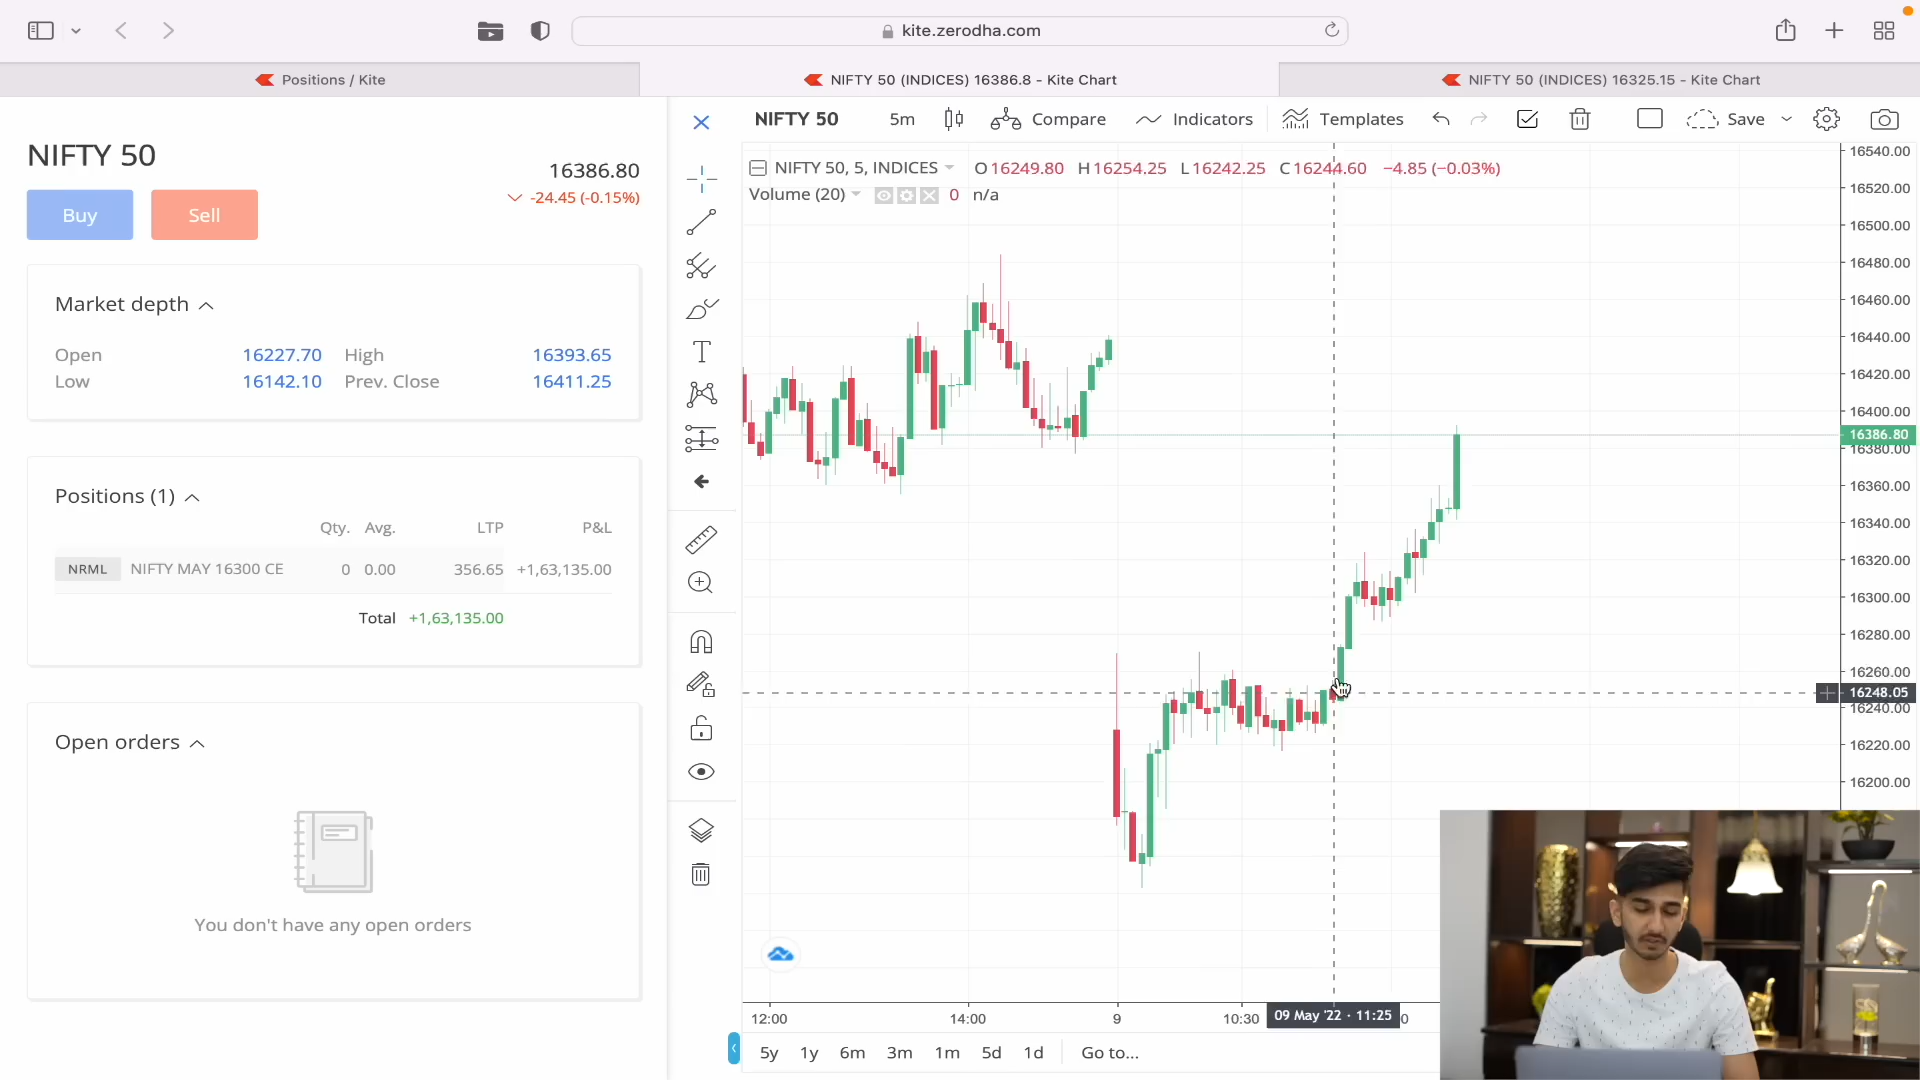 kite.zerodha.com
Positions / Kite
NIFTY 50 (INDICES) 16386.8 - Kite Chart
NIFTY 50 (INDICES) 16325.15 - Kite Chart
NIFTY 50
16386.80
-24.45 (-0.15%)
Buy
Sell
Market depth
Open 16227.70 High 16393.65
Low 16142.10 Prev. Close 16411.25
Positions (1)
Qty. Avg. LTP P&L
NRML NIFTY MAY 16300 CE 0 0.00 356.65 +1,63,135.00
Total +1,63,135.00
Open orders
You don't have any open orders
NIFTY 50 5m Compare Indicators Templates Save
NIFTY 50, 5, INDICES O16249.80 H16254.25 L16242.25 C16244.60 −4.85 (−0.03%)
Volume (20) 0 n/a
16540.00
16520.00
16500.00
16480.00
16460.00
16440.00
16420.00
16400.00
16386.80
16380.00
16360.00
16340.00
16320.00
16300.00
16280.00
16260.00
16248.05
16240.00
16220.00
16200.00
12:00 14:00 9 10:30 09 May '22 · 11:25
5y 1y 6m 3m 1m 5d 1d Go to...